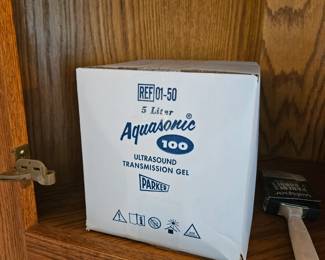 REF 01-50
5 Liter
Aquasonic®
100
ULTRASOUND
TRANSMISSION GEL
PARKER